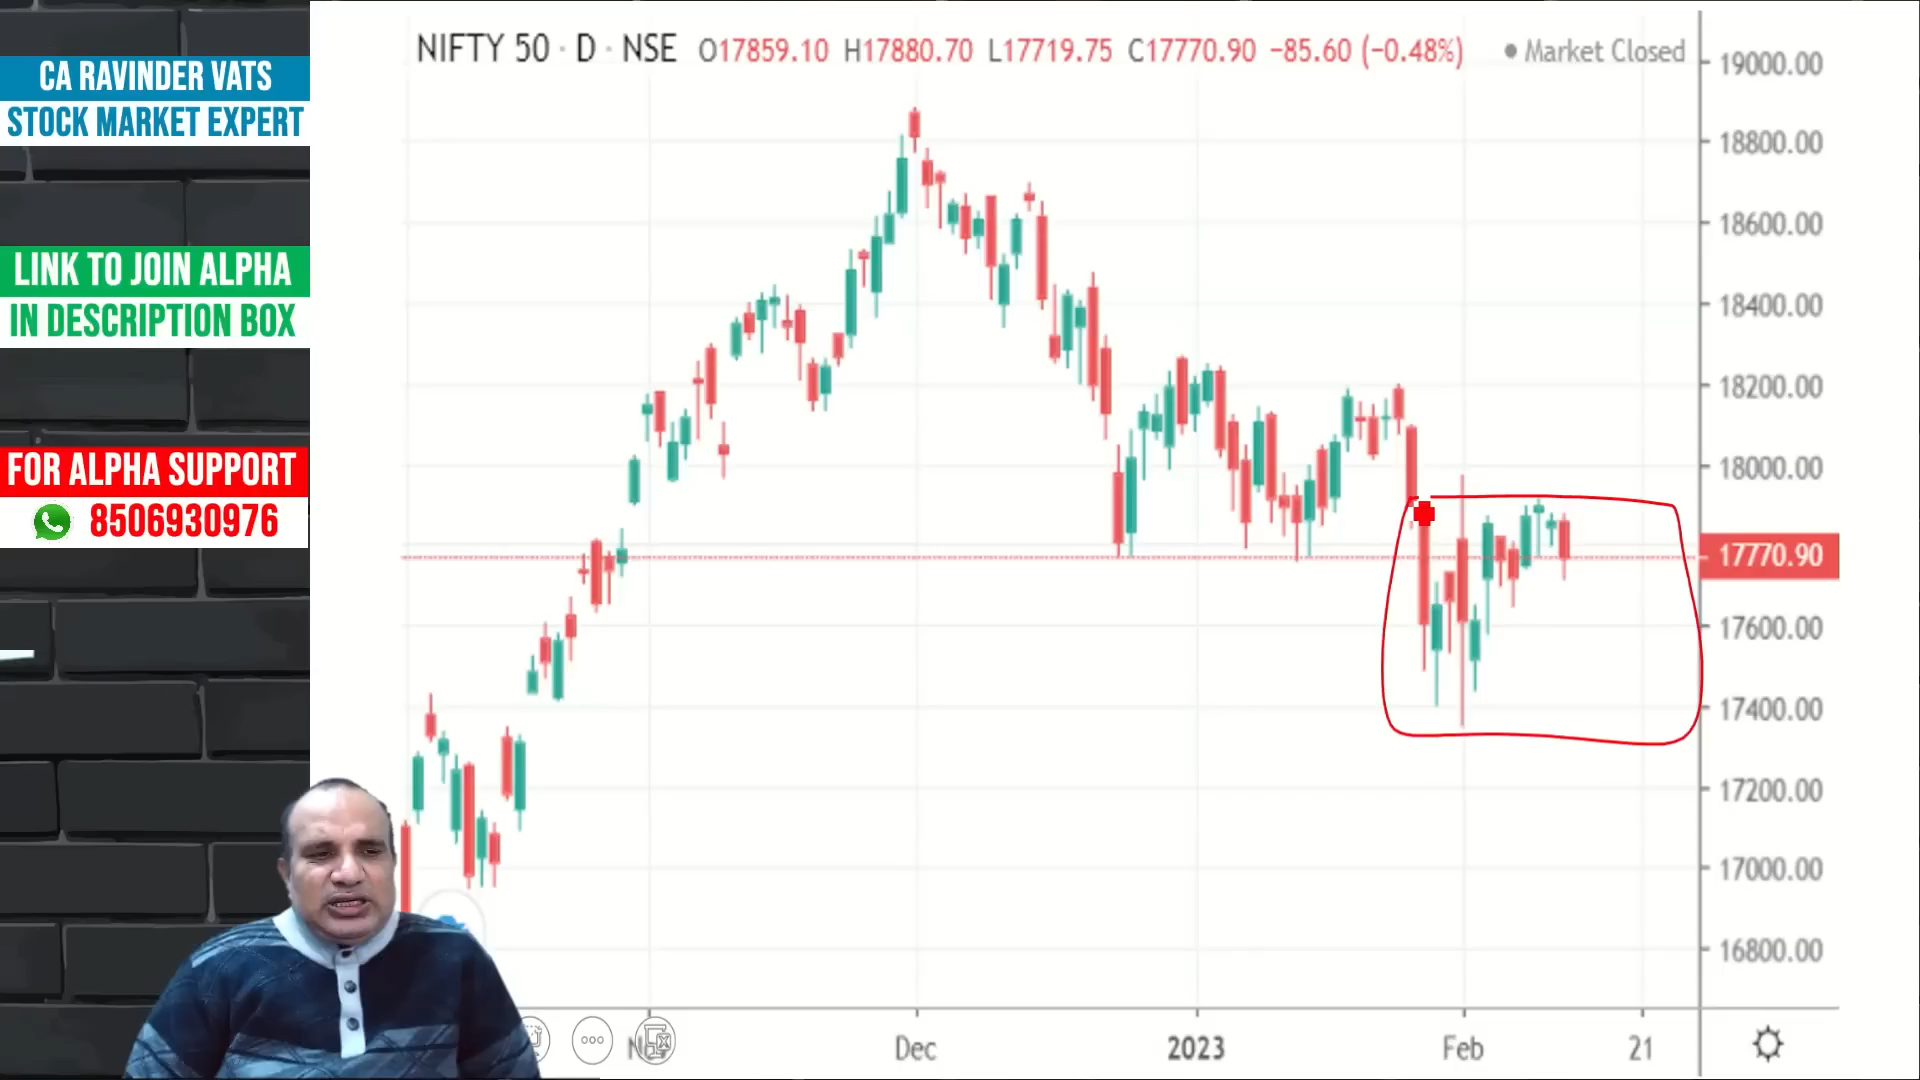 CA RAVINDER VATS
STOCK MARKET EXPERT
LINK TO JOIN ALPHA
IN DESCRIPTION BOX
FOR ALPHA SUPPORT
8506930976
NIFTY 50 · D · NSE O17859.10 H17880.70 L17719.75 C17770.90 −85.60 (−0.48%) Market Closed
19000.00
18800.00
18600.00
18400.00
18200.00
18000.00
17770.90
17600.00
17400.00
17200.00
17000.00
16800.00
Dec 2023 Feb 21